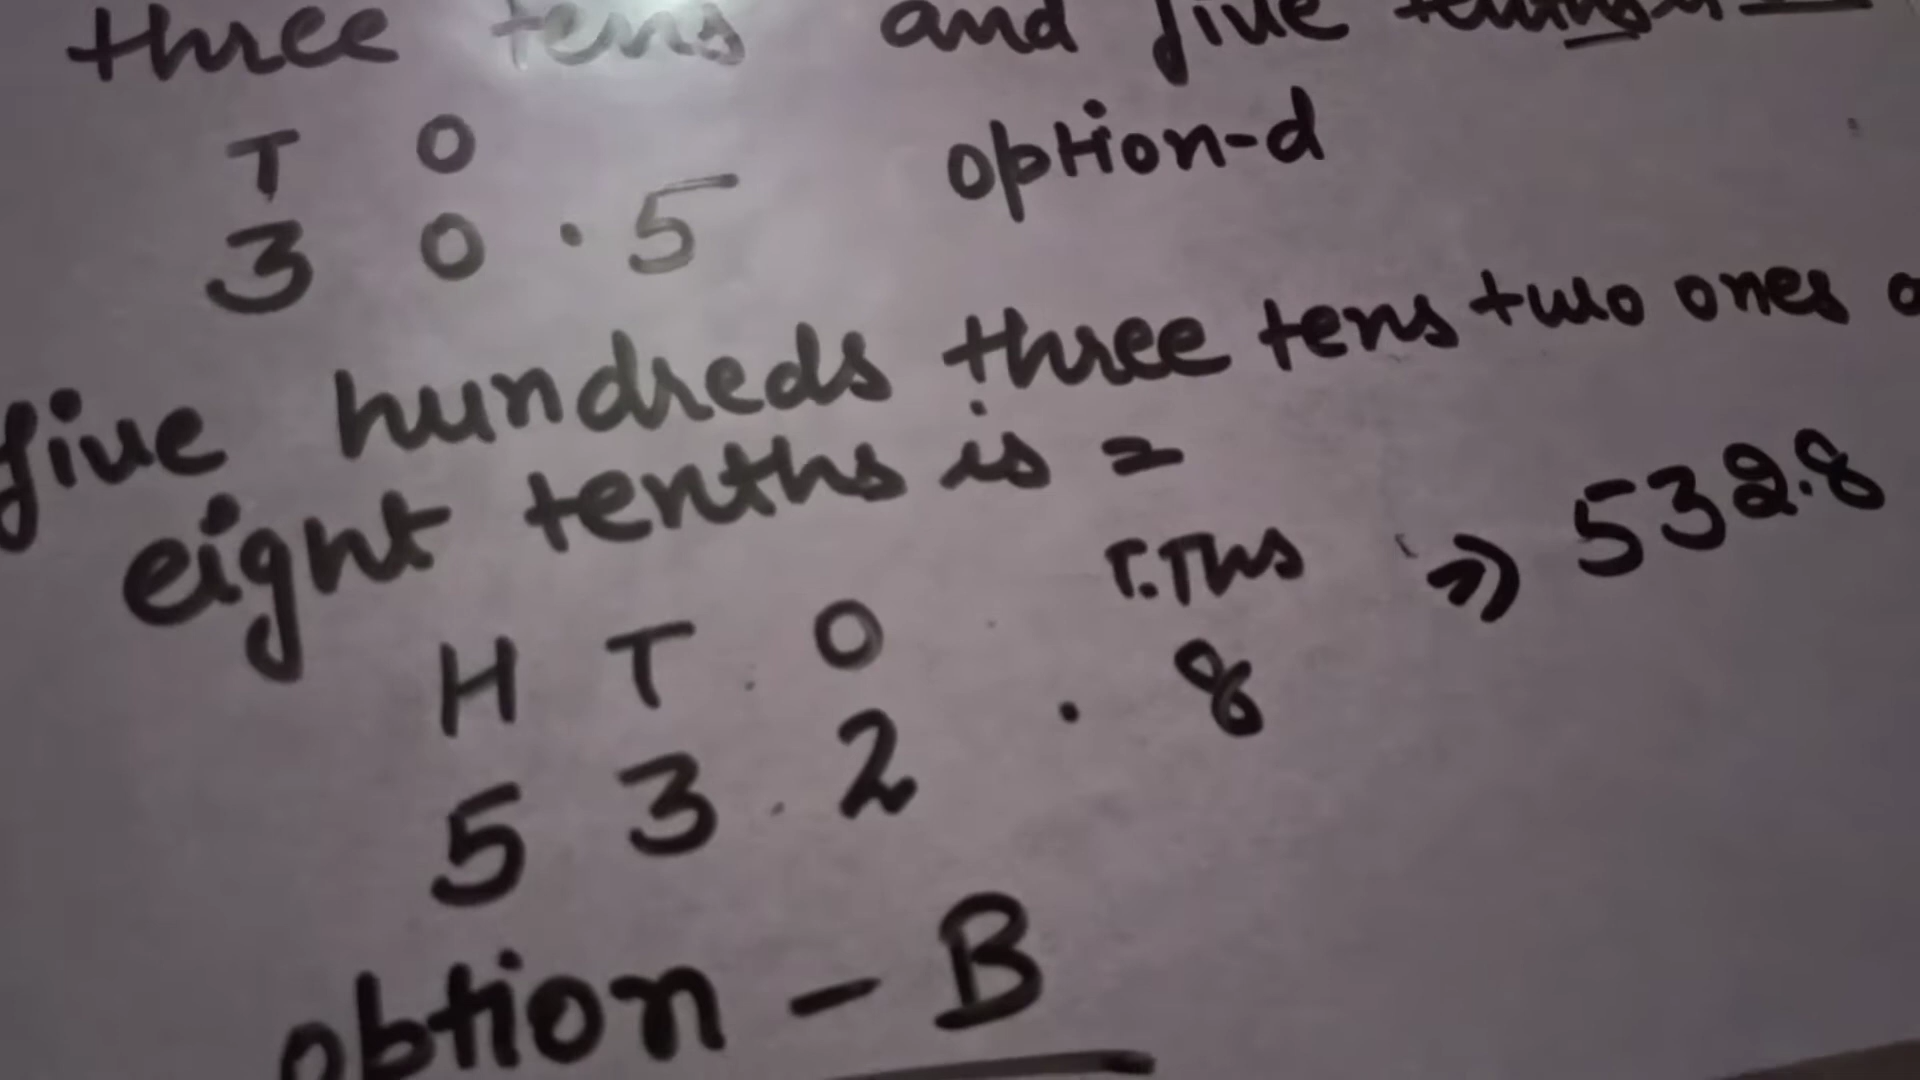 three tens and five tenths
T O
3 0 . 5 option-d
five hundreds three tens two ones
eight tenths is =
H T O T.Ths ⇒ 532.8
5 3 2 . 8
option - B